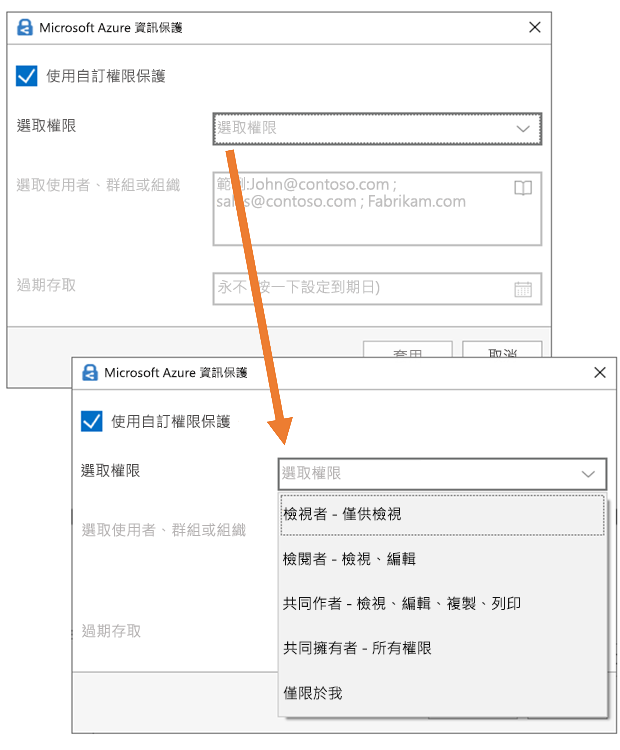 Microsoft Azure 資訊保護
使用自訂權限保護
選取權限
選取權限
選取使用者、群組或組織
範例:John@contoso.com ;
sales@contoso.com ; Fabrikam.com
過期存取
永不 按一下設定到期日)
套用
取消
Microsoft Azure 資訊保護
使用自訂權限保護
選取權限
選取權限
檢視者 - 僅供檢視
選取使用者、群組或組織
檢閱者 - 檢視、編輯
共同作者 - 檢視、編輯、複製、列印
過期存取
共同擁有者 - 所有權限
僅限於我